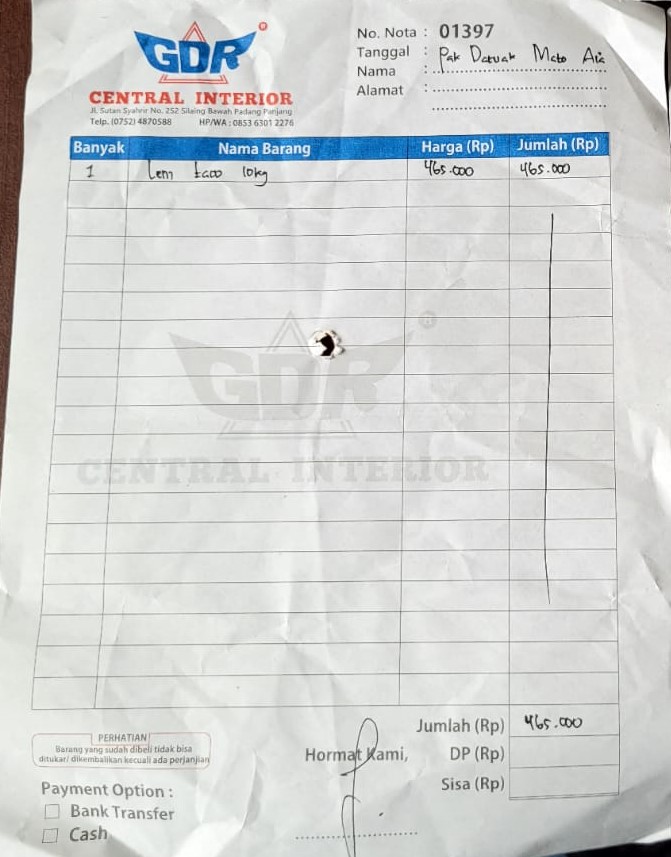 GDR®
CENTRAL INTERIOR
Jl. Sutan Syahrir No. 252 Silaing Bawah Padang Panjang
Telp. (0752) 4870588 HP/WA : 0853 6301 2276
No. Nota : 01397
Tanggal : Pak Datuak Mato Aia
Nama :
Alamat :
Banyak Nama Barang Harga (Rp) Jumlah (Rp)
1 Lem taco 10kg 465.000 465.000
GDR®
CENTRAL INTERIOR
Jumlah (Rp) 465.000
DP (Rp)
Sisa (Rp)
PERHATIAN
Barang yang sudah dibeli tidak bisa
ditukar/ dikembalikan kecuali ada perjanjian
Hormat Kami,
Payment Option :
Bank Transfer
Cash